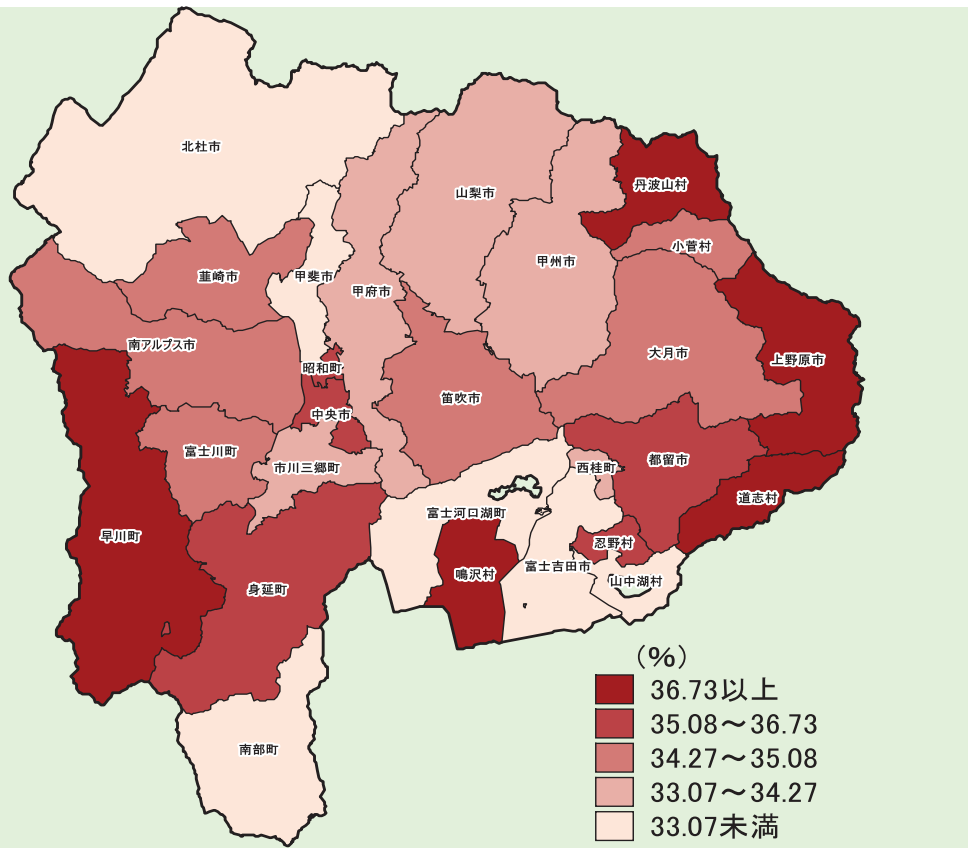 北杜市
丹波山村
山梨市
小菅村
甲州市
韮崎市
甲斐市
甲府市
南アルプス市
大月市
上野原市
昭和町
笛吹市
中央市
富士川町
市川三郷町
西桂町
都留市
道志村
富士河口湖町
早川町
忍野村
富士吉田市
鳴沢村
山中湖村
身延町
南部町
(%)
36.73以上
35.08～36.73
34.27～35.08
33.07～34.27
33.07未満